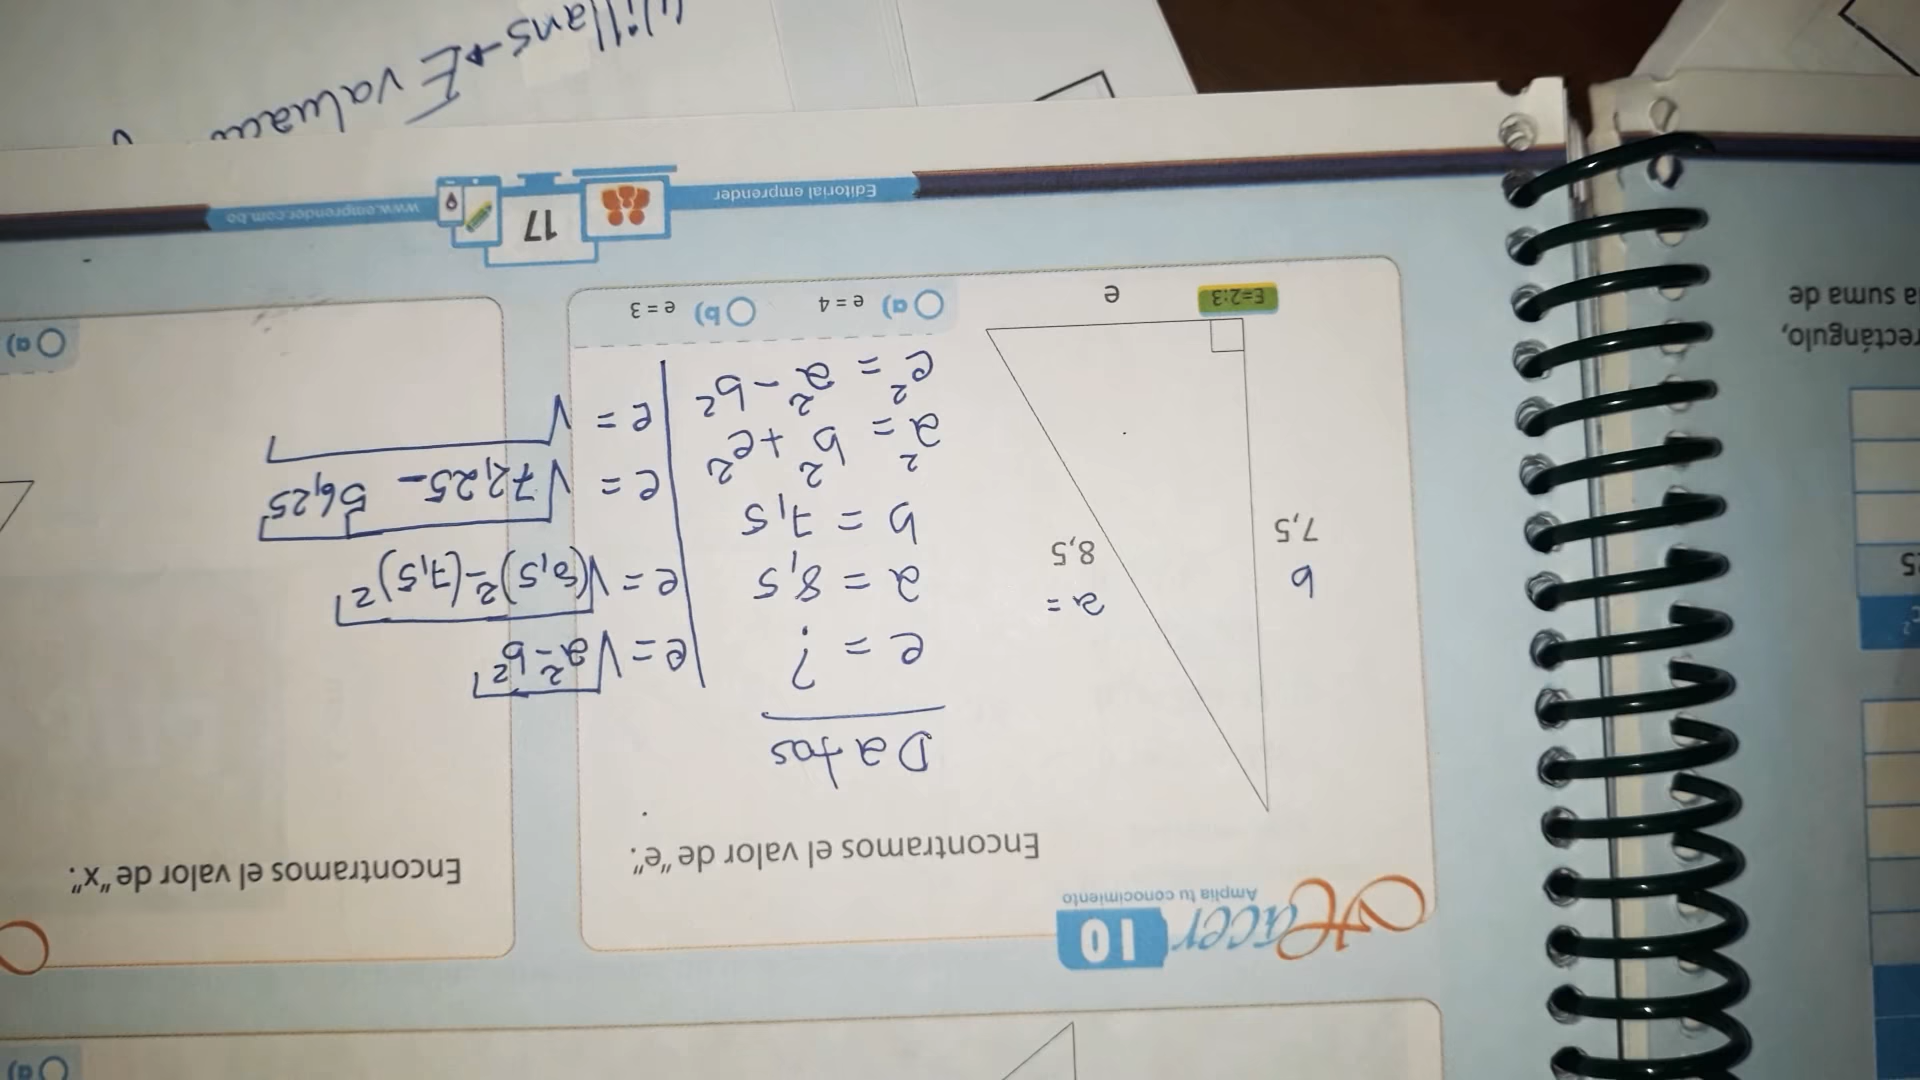 Hacer 10
Amplia tu conocimiento
Encontramos el valor de "e".
Datos
e = ?
a = 8,5
b = 7,5
a² = b² + e²
e² = a² - b²
e = √a² - b²
e = √(8,5)² - (7,5)²
e = √72,25 - 56,25
e = √
b
7,5
a =
8,5
e
E=2:3
a) e = 4
b) e = 3
Encontramos el valor de "x".
a)
a)
Editorial emprender
17
www.emprender.com.bo
rectángulo,
a suma de
Evaluac